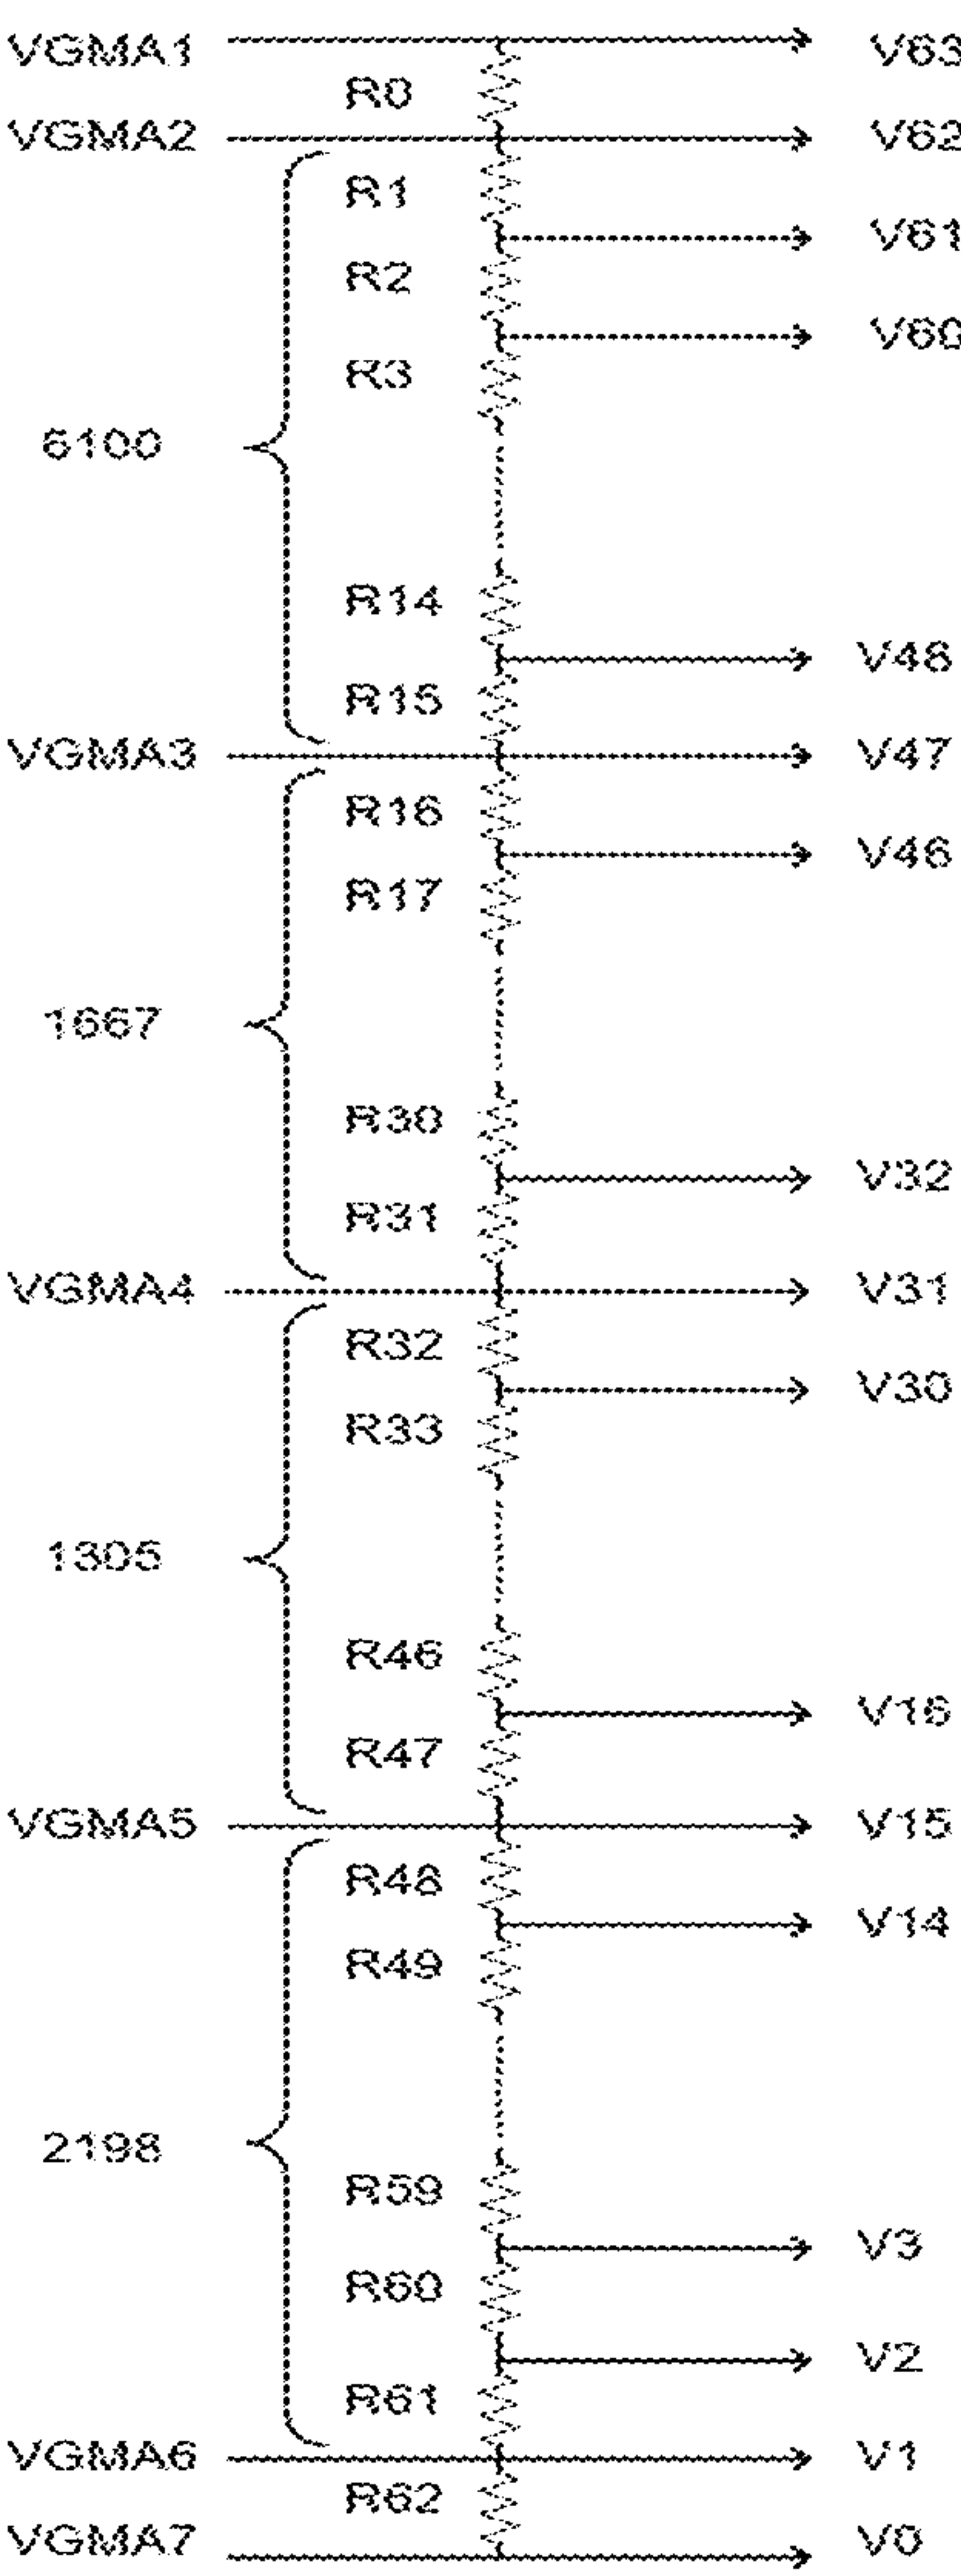 VGMA1 V63
R0
VGMA2 V62
R1
V61
R2
V60
R3
6100
R14
V48
R15
VGMA3 V47
R16
V46
R17
1667
R30
V32
R31
VGMA4 V31
R32
V30
R33
1305
R46
V16
R47
VGMA5 V15
R48
V14
R49
2198
R59
V3
R60
V2
R61
VGMA6 V1
R62
VGMA7 V0